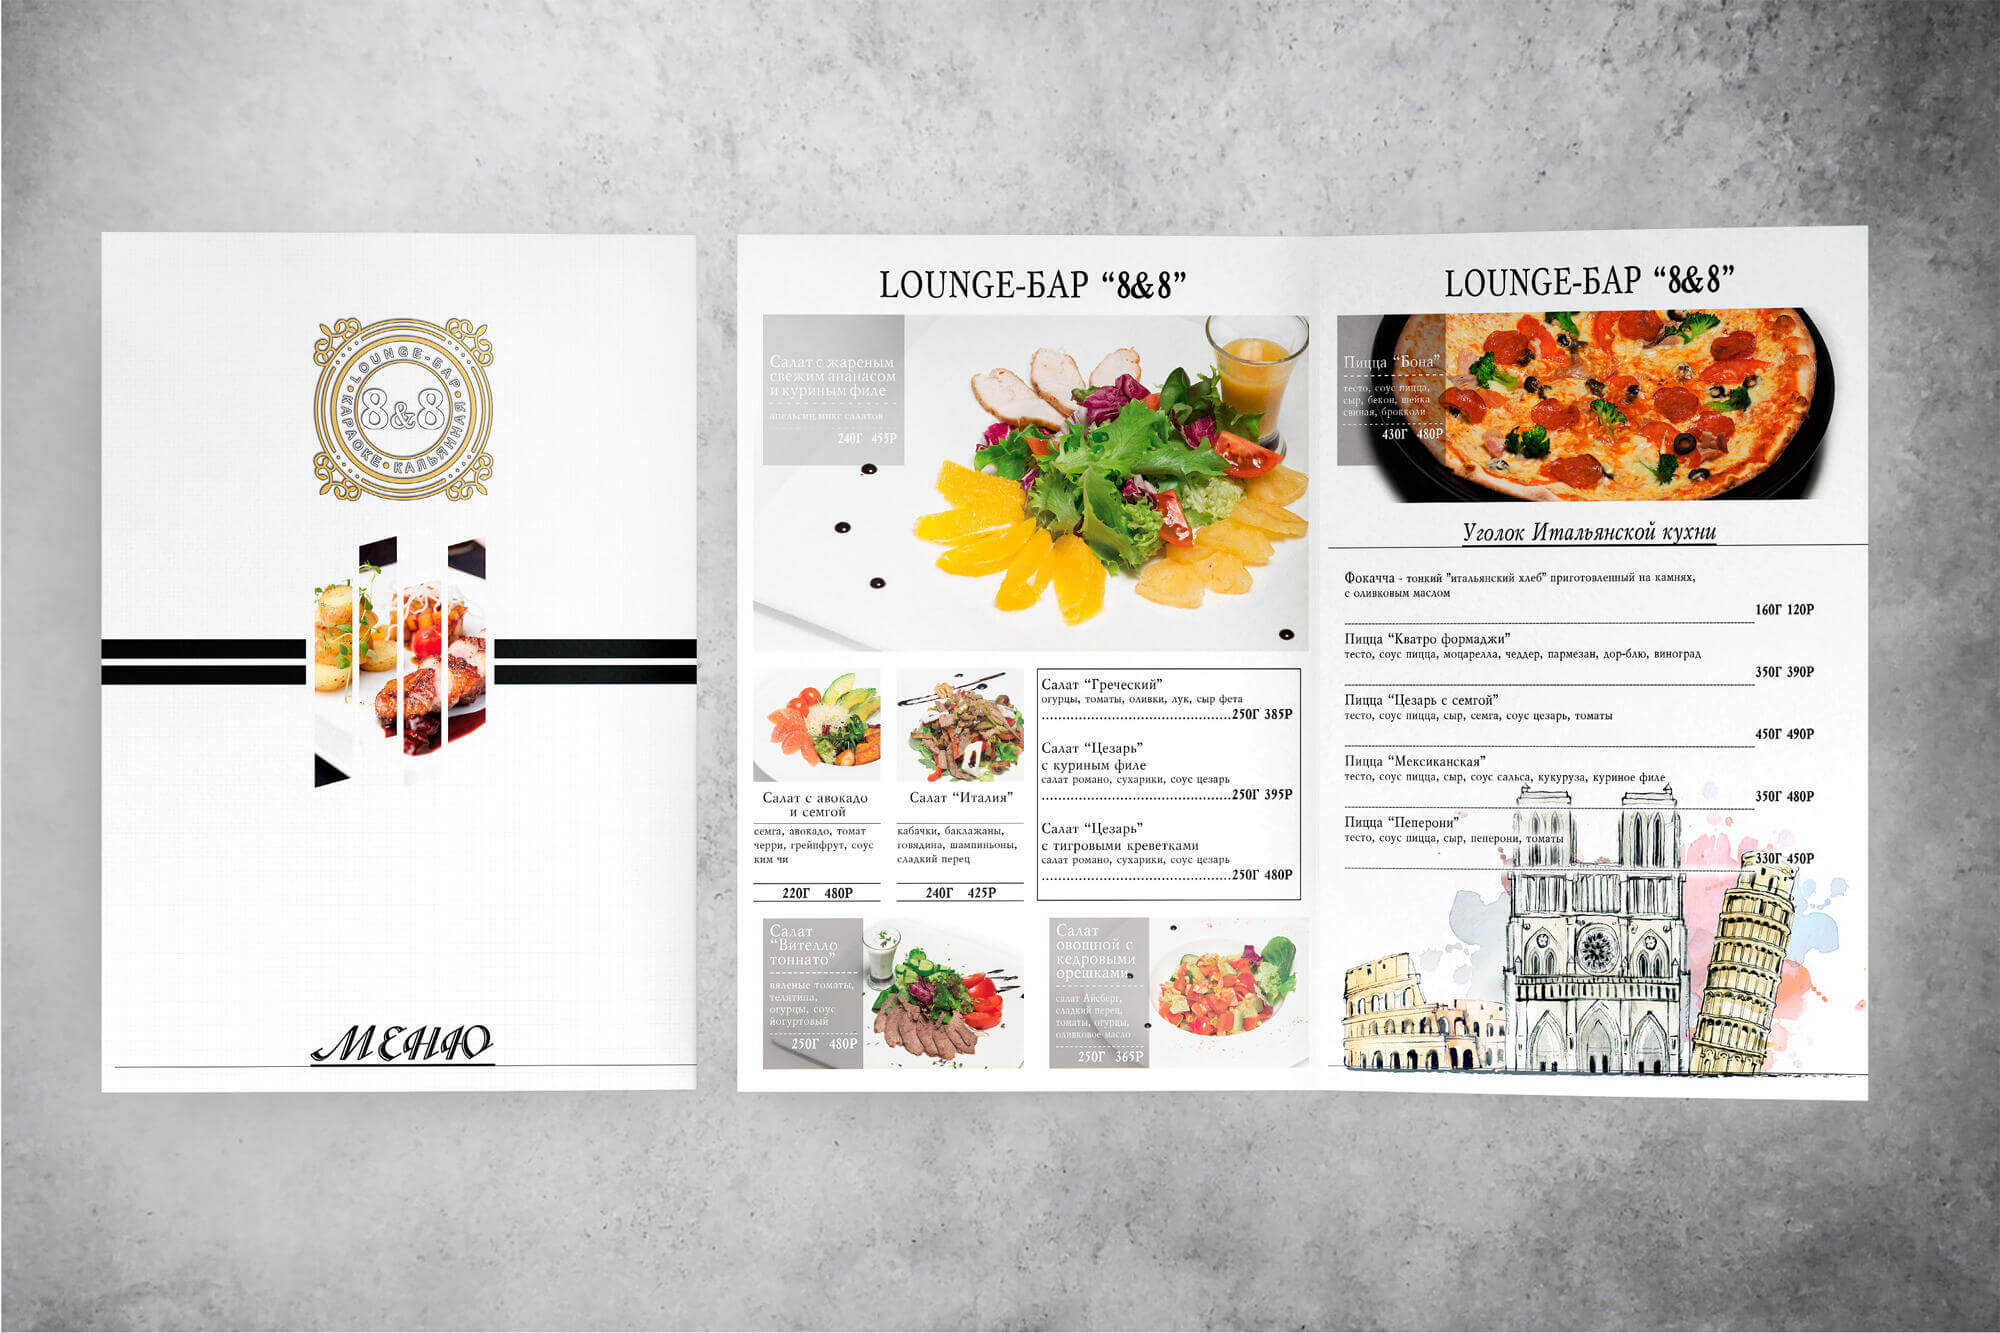 LOUNGE-БАР
8&8
КАРАОКЕ • КАЛЬЯННАЯ
МЕНЮ
LOUNGE-БАР “8&8”
Салат с жареным
свежим ананасом
и куриным филе
апельсин, микс салатов
240Г 455Р
Салат с авокадо
и семгой
семга, авокадо, томат
черри, грейпфрут, соус
ким чи
220Г 480Р
Салат “Италия”
кабачки, баклажаны,
говядина, шампиньоны,
сладкий перец
240Г 425Р
Салат “Греческий”
огурцы, томаты, оливки, лук, сыр фета
250Г 385Р
Салат “Цезарь”
с куриным филе
салат романо, сухарики, соус цезарь
250Г 395Р
Салат “Цезарь”
с тигровыми креветками
салат романо, сухарики, соус цезарь
250Г 480Р
Салат
“Вителло
тоннато”
вяленые томаты,
телятина,
огурцы, соус
йогуртовый
250Г 480Р
Салат
овощной с
кедровыми
орешками
салат Айсберг,
сладкий перец,
томаты, огурцы,
оливковое масло
250Г 365Р
LOUNGE-БАР “8&8”
Пицца “Бона”
тесто, соус пицца,
сыр, бекон, шейка
свиная, брокколи
430Г 480Р
Уголок Итальянской кухни
Фокачча - тонкий "итальянский хлеб" приготовленный на камнях,
с оливковым маслом
160Г 120Р
Пицца “Кватро формаджи”
тесто, соус пицца, моцарелла, чеддер, пармезан, дор-блю, виноград
350Г 390Р
Пицца “Цезарь с семгой”
тесто, соус пицца, сыр, семга, соус цезарь, томаты
450Г 490Р
Пицца “Мексиканская”
тесто, соус пицца, сыр, соус сальса, кукуруза, куриное филе
350Г 480Р
Пицца “Пеперони”
тесто, соус пицца, сыр, пеперони, томаты
330Г 450Р